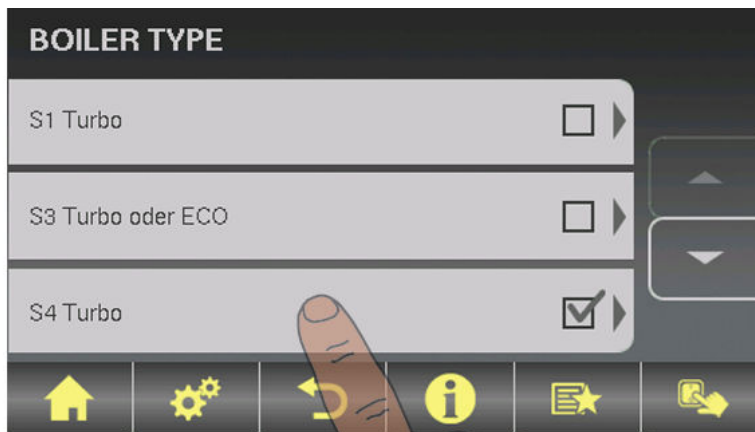 BOILER TYPE
S1 Turbo
S3 Turbo oder ECO
S4 Turbo